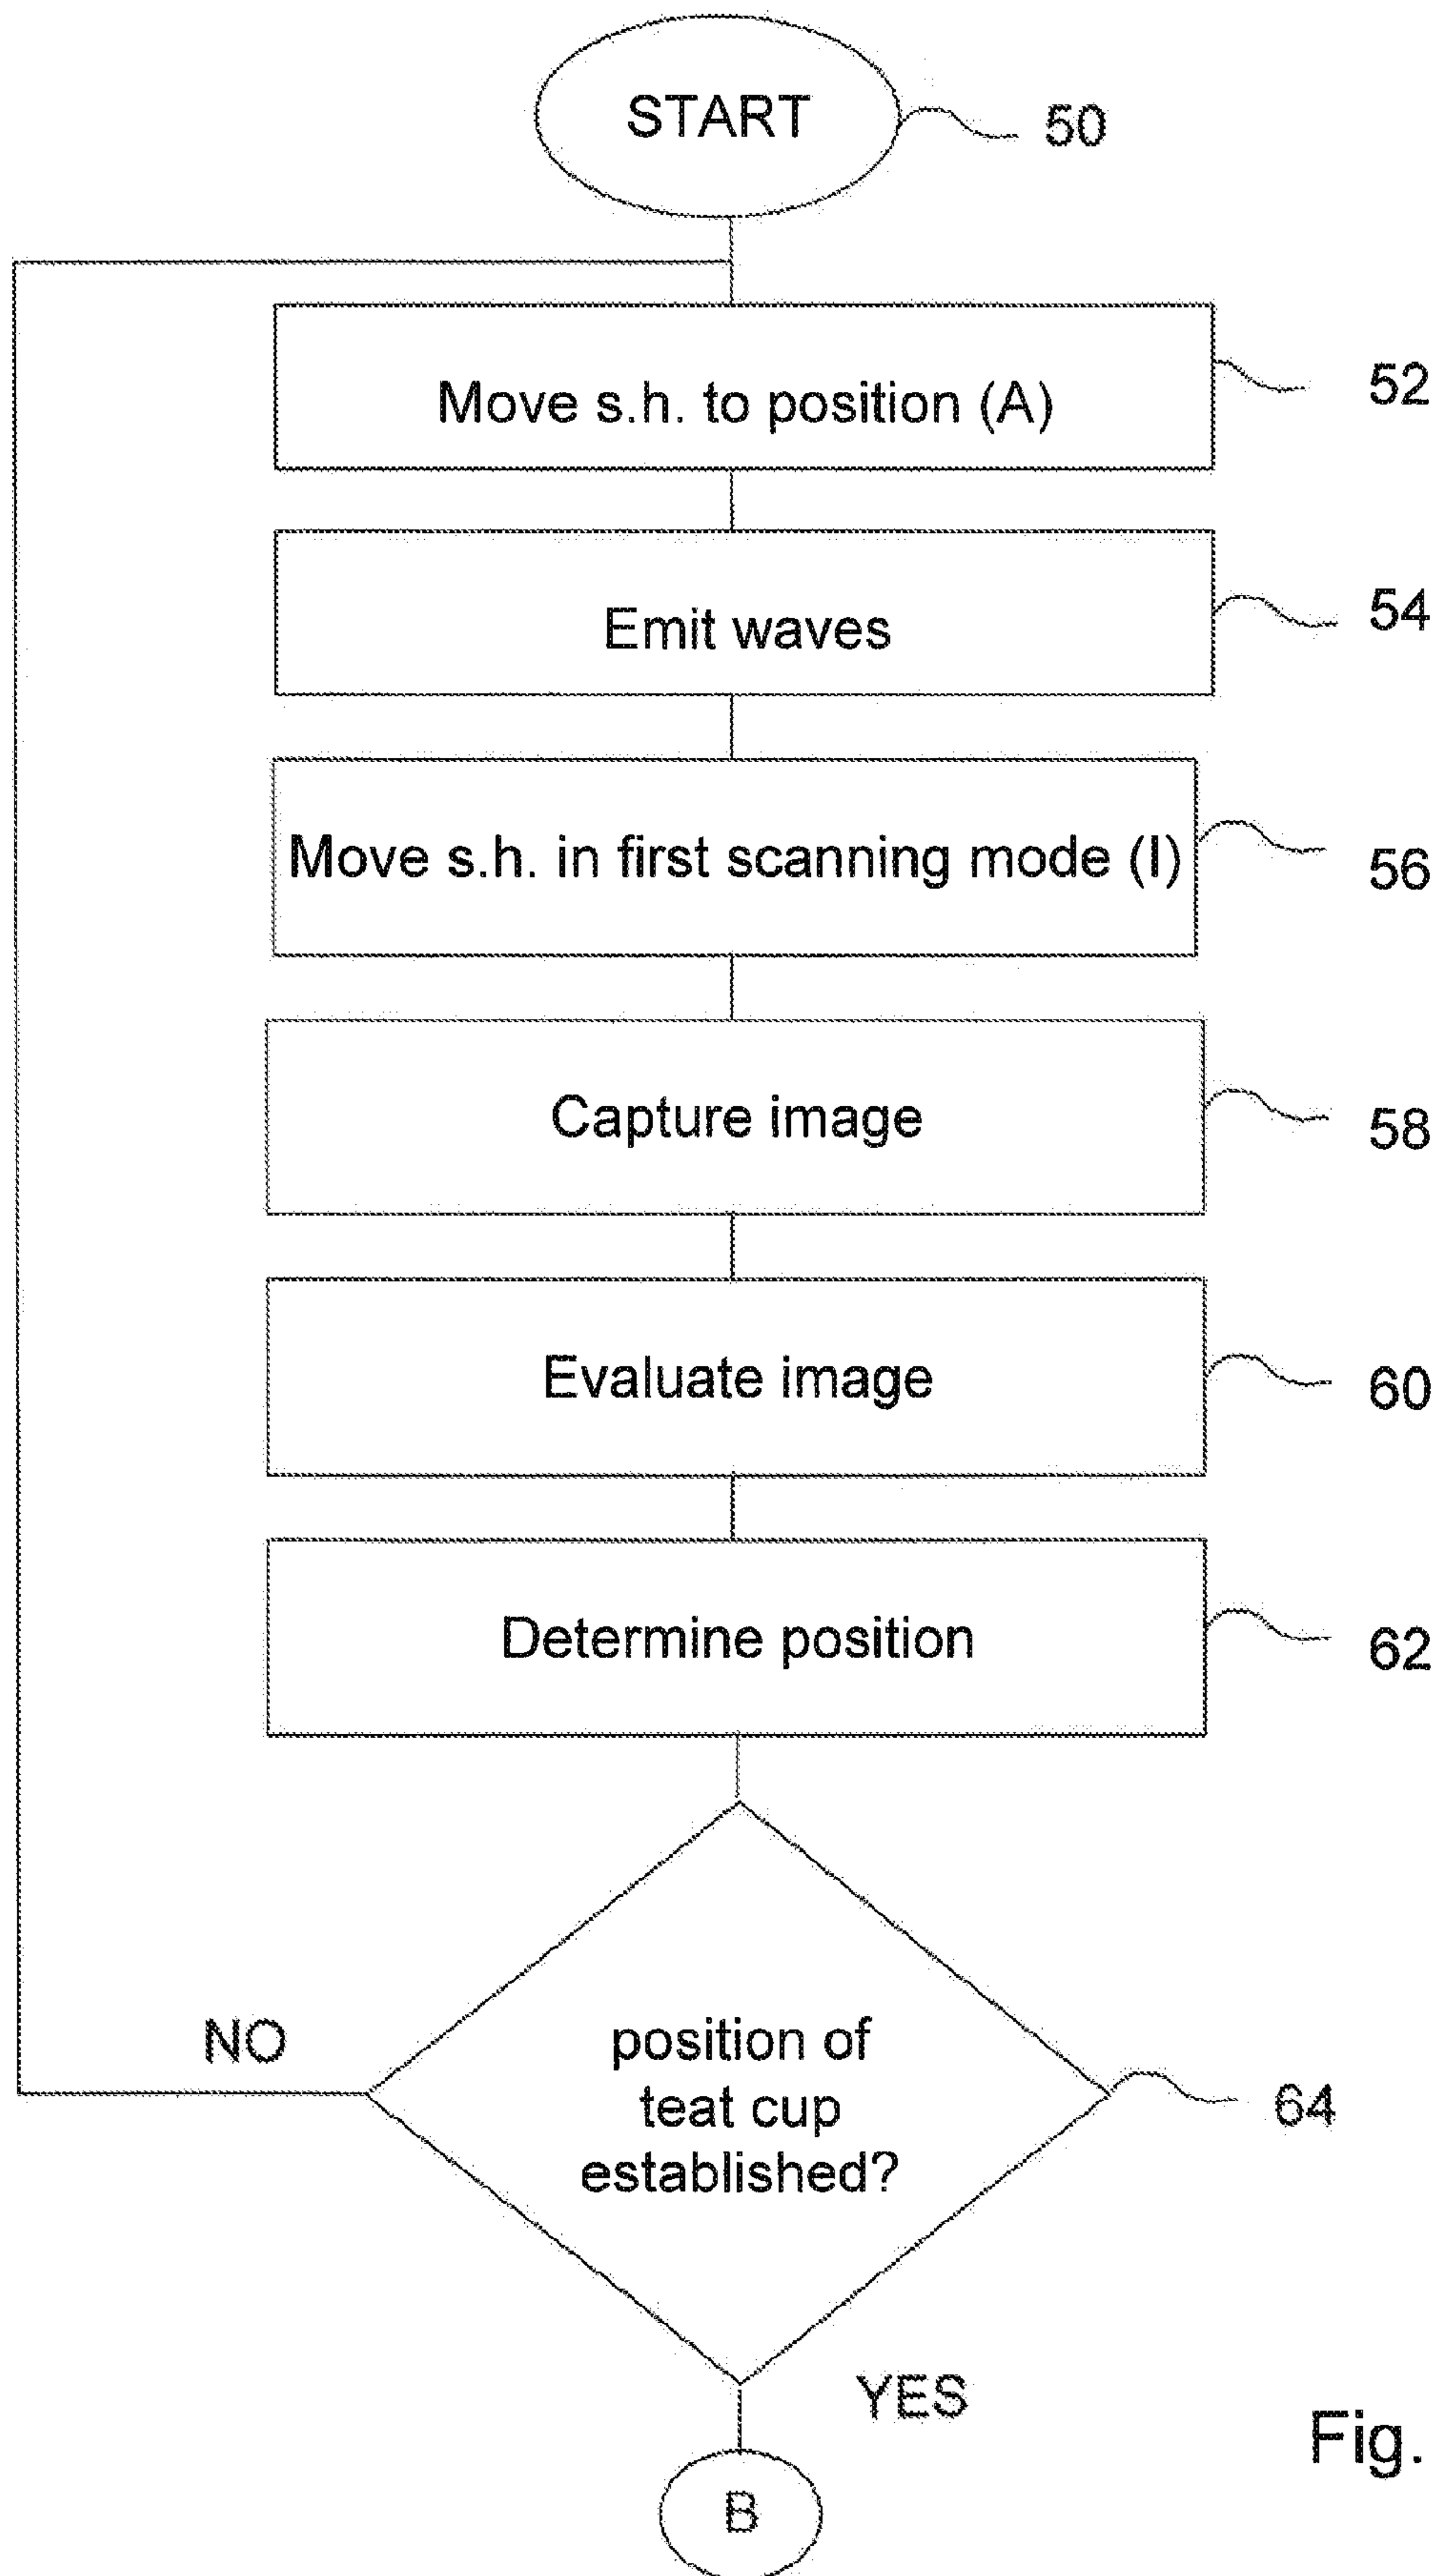 START
50
Move s.h. to position (A)
52
Emit waves
54
Move s.h. in first scanning mode (I)
56
Capture image
58
Evaluate image
60
Determine position
62
position of
teat cup
established?
64
NO
YES
Fig.
B